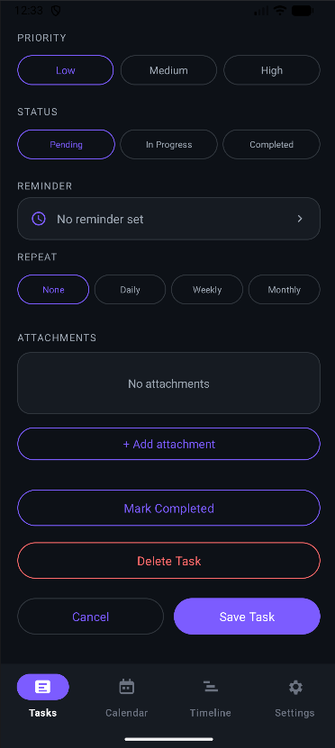 12:33
PRIORITY
Low Medium High
STATUS
Pending In Progress Completed
REMINDER
No reminder set
REPEAT
None Daily Weekly Monthly
ATTACHMENTS
No attachments
+ Add attachment
Mark Completed
Delete Task
Cancel Save Task
Tasks Calendar Timeline Settings